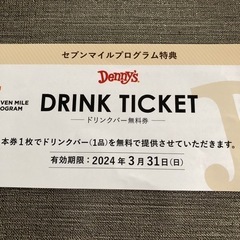 セブンマイルプログラム特典
Denny's
DRINK TICKET
ドリンクバー無料券
VEN MILE
OGRAM
本券1枚でドリンクバー(1品)を無料で提供させていただきます。
有効期限：2024年3月31日(日)